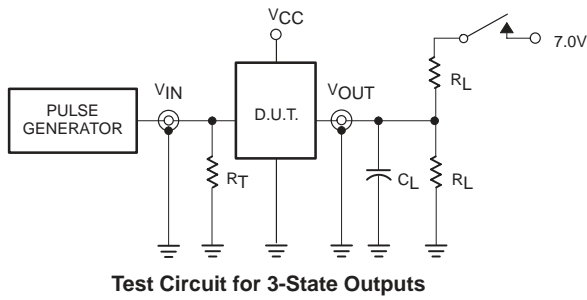 VCC
7.0V
RL
PULSE
GENERATOR
VIN
D.U.T.
VOUT
RT
CL
RL
Test Circuit for 3-State Outputs